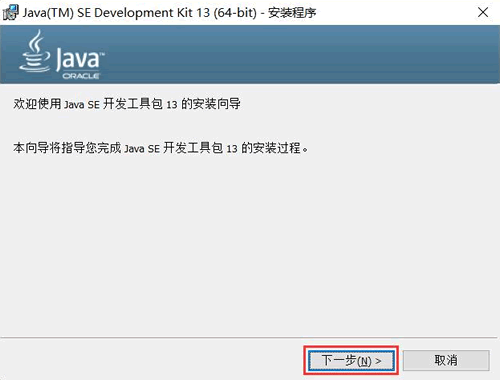 Java(TM) SE Development Kit 13 (64-bit) - 安装程序
Java™
ORACLE
欢迎使用 Java SE 开发工具包 13 的安装向导
本向导将指导您完成 Java SE 开发工具包 13 的安装过程。
下一步(N) >
取消